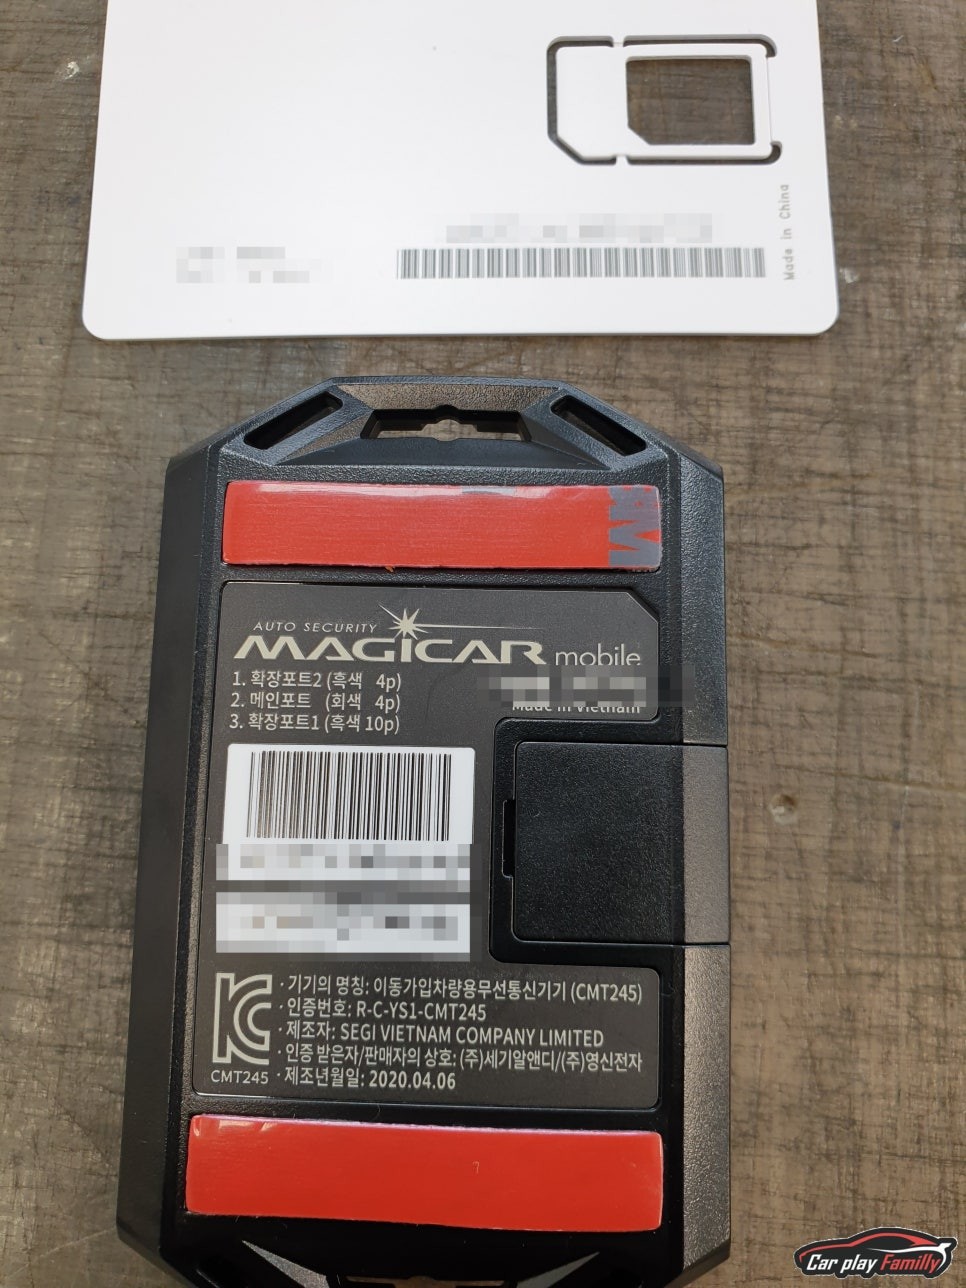 Made in China
3M
AUTO SECURITY
MAGICAR mobile
1. 확장포트2 (흑색 4p)
2. 메인포트 (회색 4p)
Made in Vietnam
3. 확장포트1 (흑색 10p)
· 기기의 명칭: 이동가입차량용무선통신기기 (CMT245)
· 인증번호: R-C-YS1-CMT245
· 제조자: SEGI VIETNAM COMPANY LIMITED
· 인증 받은자/판매자의 상호: (주)세기알앤디/(주)영신전자
CMT245 · 제조년월일: 2020.04.06
Car play Familly